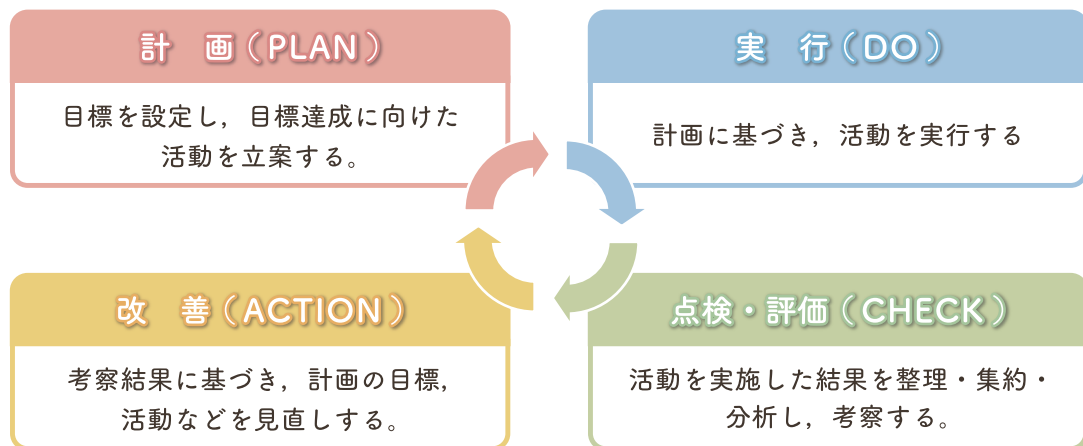 計　画（PLAN）
目標を設定し，目標達成に向けた
活動を立案する。
実　行（DO）
計画に基づき，活動を実行する
改　善（ACTION）
考察結果に基づき，計画の目標，
活動などを見直しする。
点検・評価（CHECK）
活動を実施した結果を整理・集約・
分析し，考察する。